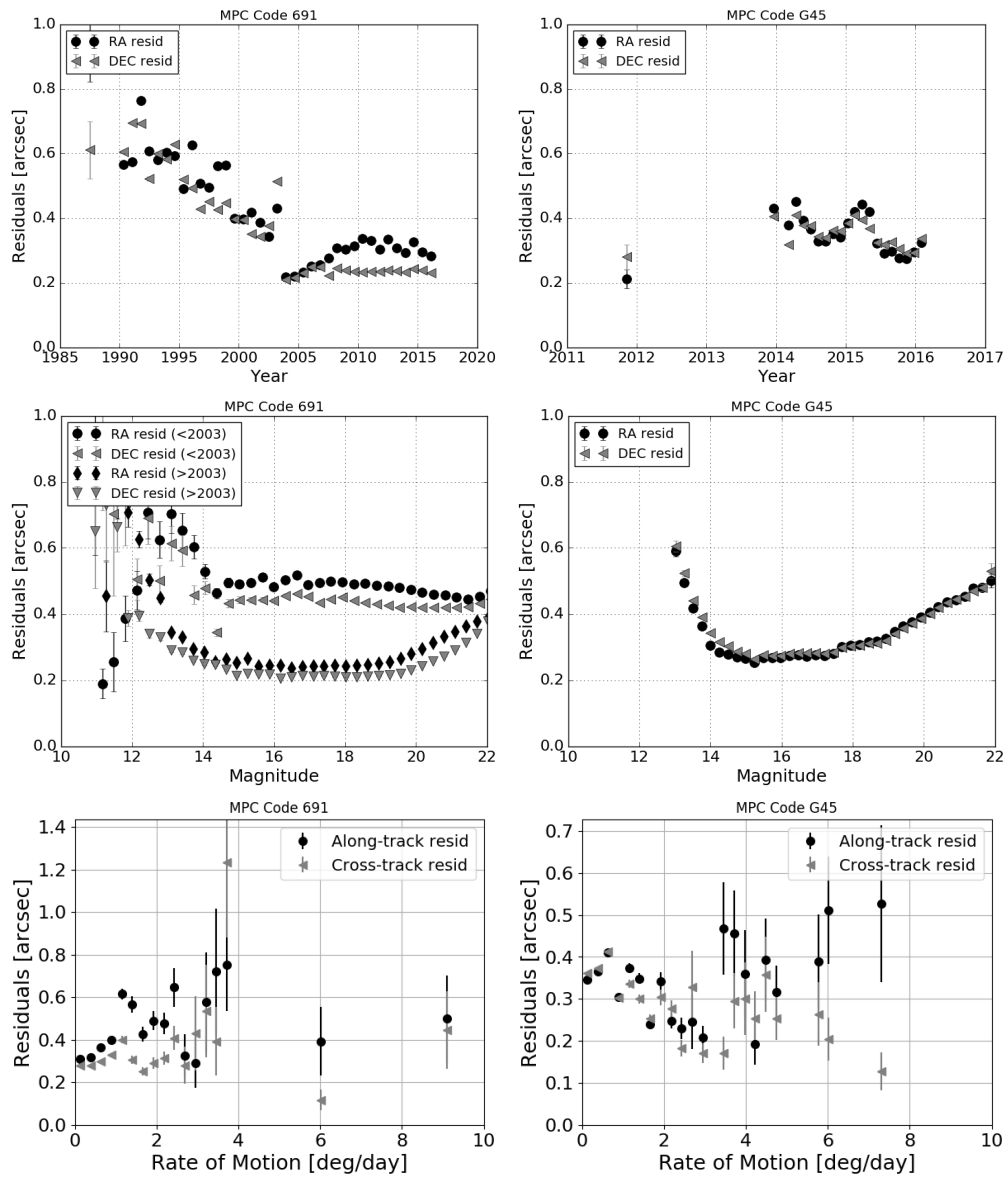 MPC Code 691
RA resid
DEC resid
Residuals [arcsec]
1.0
0.8
0.6
0.4
0.2
0.0
1985 1990 1995 2000 2005 2010 2015 2020
Year
MPC Code G45
RA resid
DEC resid
Residuals [arcsec]
1.0
0.8
0.6
0.4
0.2
0.0
2011 2012 2013 2014 2015 2016 2017
Year
MPC Code 691
RA resid (<2003)
DEC resid (<2003)
RA resid (>2003)
DEC resid (>2003)
Residuals [arcsec]
1.0
0.8
0.6
0.4
0.2
0.0
10 12 14 16 18 20 22
Magnitude
MPC Code G45
RA resid
DEC resid
Residuals [arcsec]
1.0
0.8
0.6
0.4
0.2
0.0
10 12 14 16 18 20 22
Magnitude
MPC Code 691
Along-track resid
Cross-track resid
Residuals [arcsec]
1.4
1.2
1.0
0.8
0.6
0.4
0.2
0.0
0 2 4 6 8 10
Rate of Motion [deg/day]
MPC Code G45
Along-track resid
Cross-track resid
Residuals [arcsec]
0.7
0.6
0.5
0.4
0.3
0.2
0.1
0.0
0 2 4 6 8 10
Rate of Motion [deg/day]